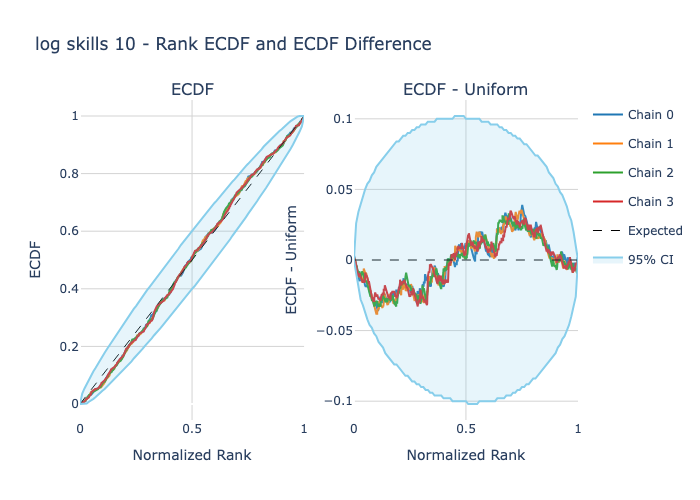 log skills 10 - Rank ECDF and ECDF Difference
ECDF
ECDF - Uniform
1
0.8
0.6
0.4
0.2
0
0
0.5
1
ECDF
Normalized Rank
0.1
0.05
0
−0.05
−0.1
0
0.5
1
ECDF - Uniform
Normalized Rank
Chain 0
Chain 1
Chain 2
Chain 3
Expected
95% CI